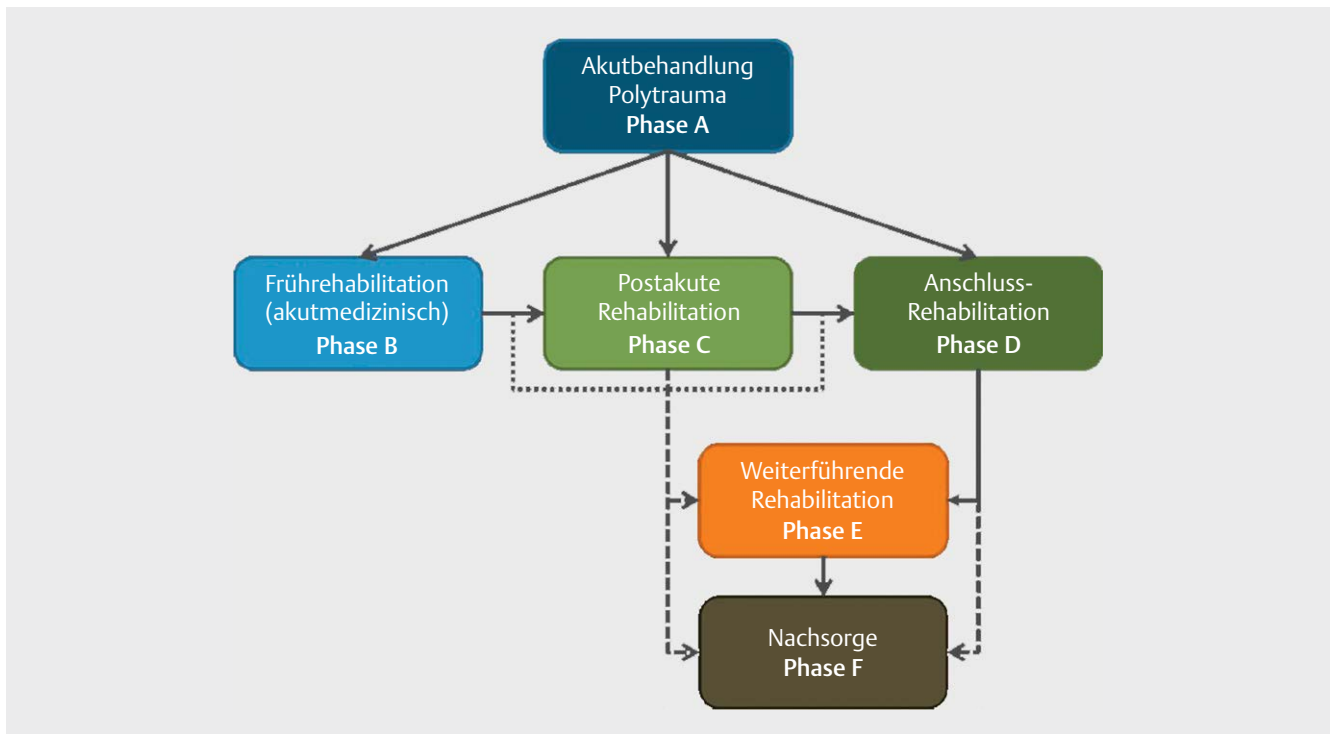 Akutbehandlung
Polytrauma
Phase A
Frührehabilitation
(akutmedizinisch)
Phase B
Postakute
Rehabilitation
Phase C
Anschluss-
Rehabilitation
Phase D
Weiterführende
Rehabilitation
Phase E
Nachsorge
Phase F